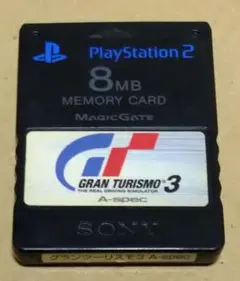 PlayStation 2
8MB
MEMORY CARD
MAGICGATE
GT
GRAN TURISMO 3
THE REAL DRIVING SIMULATOR
A-spec
SONY
グランツーリスモ3 A-spec